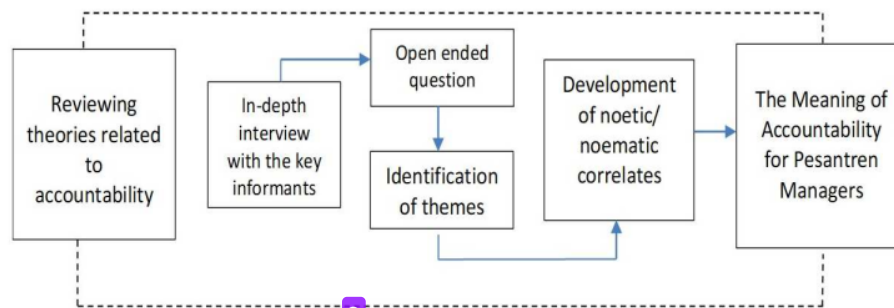 Reviewing
theories related
to
accountability
In-depth
interview
with the key
informants
Open ended
question
Identification
of themes
Development
of noetic/
noematic
correlates
The Meaning of
Accountability
for Pesantren
Managers